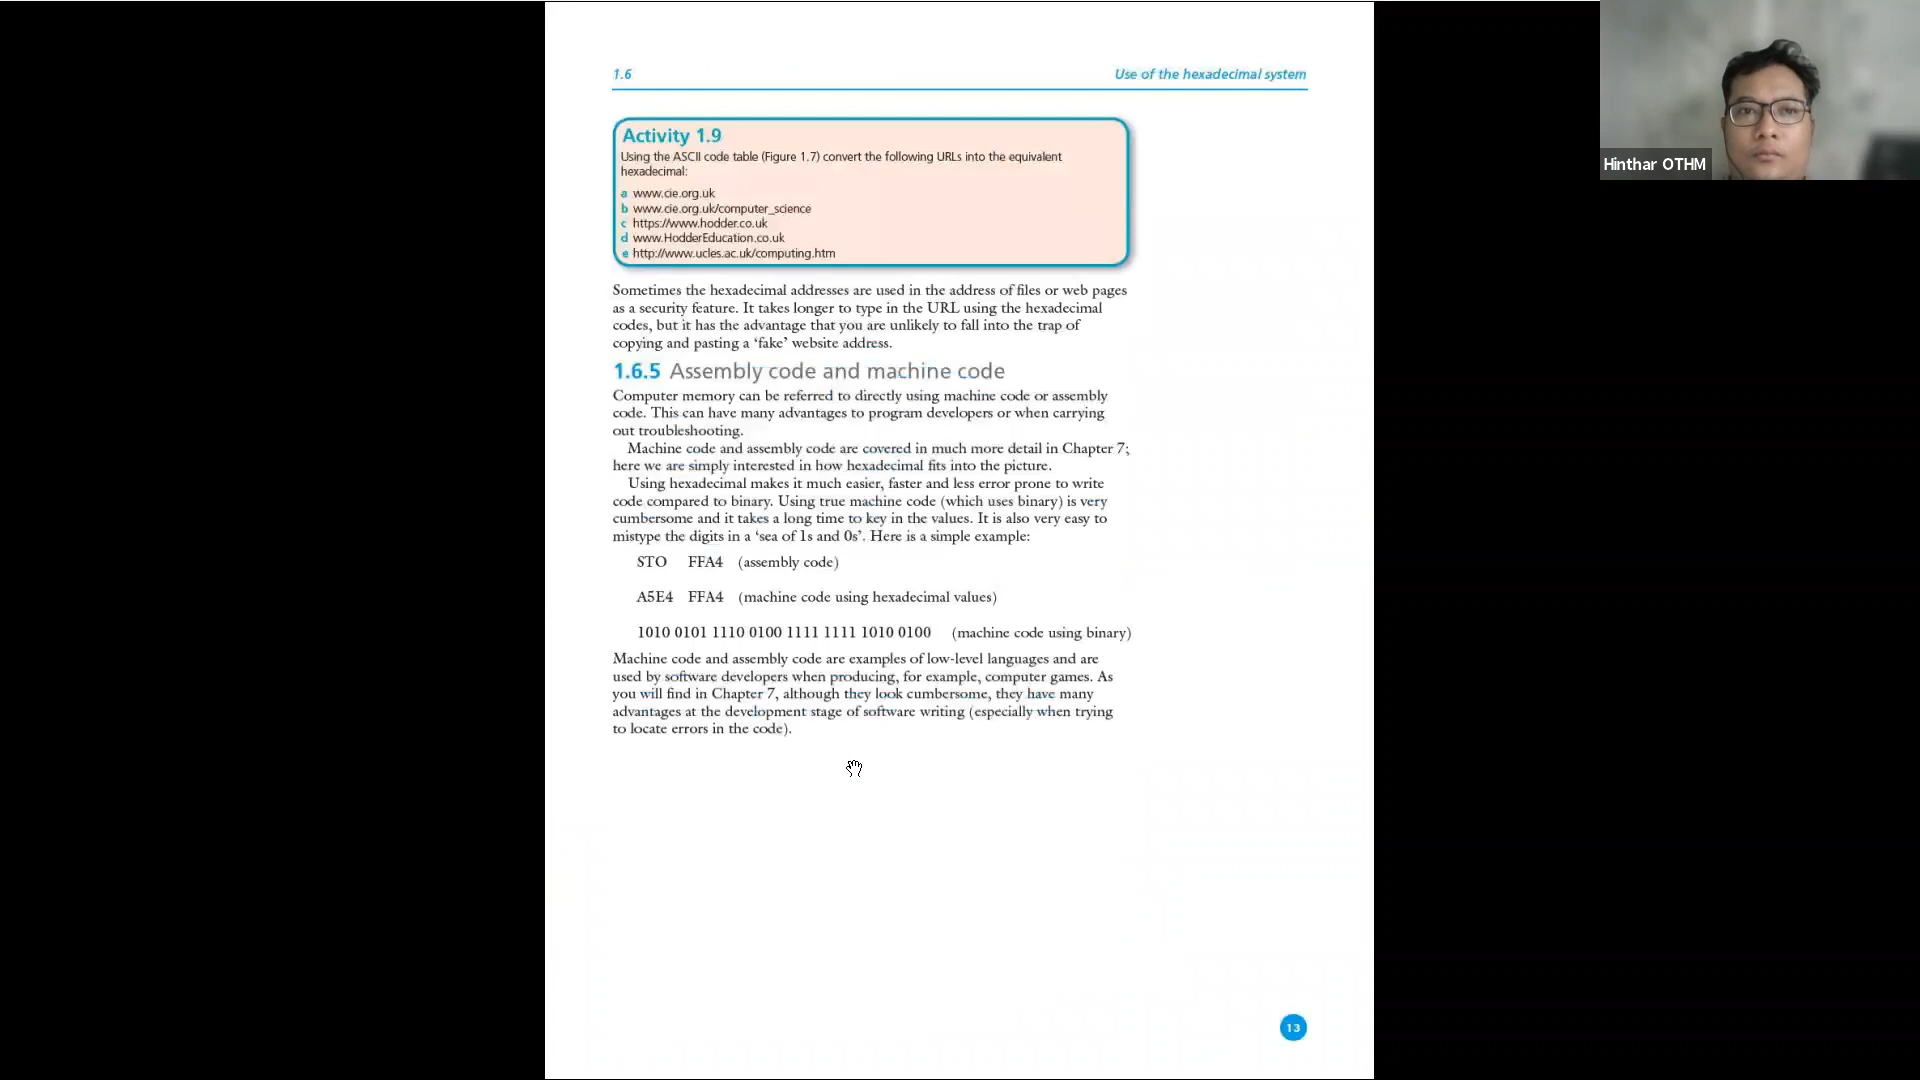 1.6
Use of the hexadecimal system
Activity 1.9
Using the ASCII code table (Figure 1.7) convert the following URLs into the equivalent
hexadecimal:
a www.cie.org.uk
b www.cie.org.uk/computer_science
c https://www.hodder.co.uk
d www.HodderEducation.co.uk
e http://www.ucles.ac.uk/computing.htm
Sometimes the hexadecimal addresses are used in the address of files or web pages
as a security feature. It takes longer to type in the URL using the hexadecimal
codes, but it has the advantage that you are unlikely to fall into the trap of
copying and pasting a ‘fake’ website address.
1.6.5 Assembly code and machine code
Computer memory can be referred to directly using machine code or assembly
code. This can have many advantages to program developers or when carrying
out troubleshooting.
Machine code and assembly code are covered in much more detail in Chapter 7;
here we are simply interested in how hexadecimal fits into the picture.
Using hexadecimal makes it much easier, faster and less error prone to write
code compared to binary. Using true machine code (which uses binary) is very
cumbersome and it takes a long time to key in the values. It is also very easy to
mistype the digits in a ‘sea of 1s and 0s’. Here is a simple example:
STO FFA4 (assembly code)
A5E4 FFA4 (machine code using hexadecimal values)
1010 0101 1110 0100 1111 1111 1010 0100 (machine code using binary)
Machine code and assembly code are examples of low-level languages and are
used by software developers when producing, for example, computer games. As
you will find in Chapter 7, although they look cumbersome, they have many
advantages at the development stage of software writing (especially when trying
to locate errors in the code).
13
Hinthar OTHM